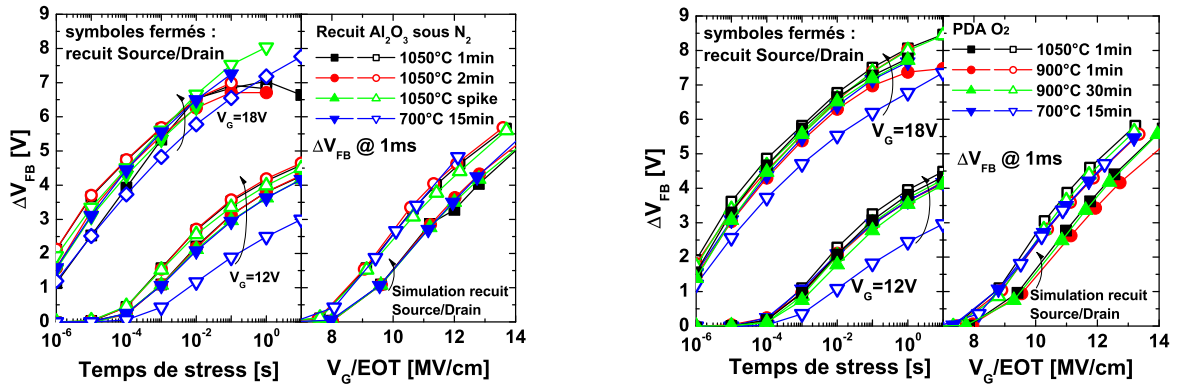 symboles fermés :
recuit Source/Drain
V_G=18V
V_G=12V
ΔV_FB [V]
9
8
7
6
5
4
3
2
1
0
10^-6 10^-4 10^-2 10^0
Temps de stress [s]
Recuit Al₂O₃ sous N₂
1050°C 1min
1050°C 2min
1050°C spike
700°C 15min
ΔV_FB @ 1ms
Simulation recuit
Source/Drain
8 10 12 14
V_G/EOT [MV/cm]
symboles fermés :
recuit Source/Drain
V_G=18V
V_G=12V
ΔV_FB [V]
9
8
7
6
5
4
3
2
1
0
10^-6 10^-4 10^-2 10^0
Temps de stress [s]
PDA O₂
1050°C 1min
900°C 1min
900°C 30min
700°C 15min
ΔV_FB @ 1ms
Simulation recuit
Source/Drain
8 10 12 14
V_G/EOT [MV/cm]